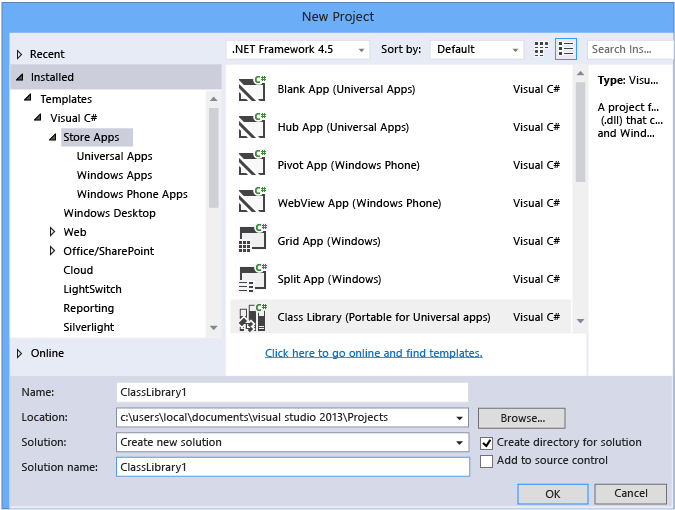 New Project
Recent
Installed
Templates
Visual C#
Store Apps
Universal Apps
Windows Apps
Windows Phone Apps
Windows Desktop
Web
Office/SharePoint
Cloud
LightSwitch
Reporting
Silverlight
Online
.NET Framework 4.5 Sort by: Default Search Ins...
C# Blank App (Universal Apps) Visual C#
C# Hub App (Universal Apps) Visual C#
C# Pivot App (Windows Phone) Visual C#
C# WebView App (Windows Phone) Visual C#
C# Grid App (Windows) Visual C#
C# Split App (Windows) Visual C#
C# Class Library (Portable for Universal apps) Visual C#
Click here to go online and find templates.
Type: Visu...
A project f...
(.dll) that c...
and Wind...
Name: ClassLibrary1
Location: c:\users\local\documents\visual studio 2013\Projects Browse...
Solution: Create new solution Create directory for solution
Add to source control
Solution name: ClassLibrary1
OK Cancel